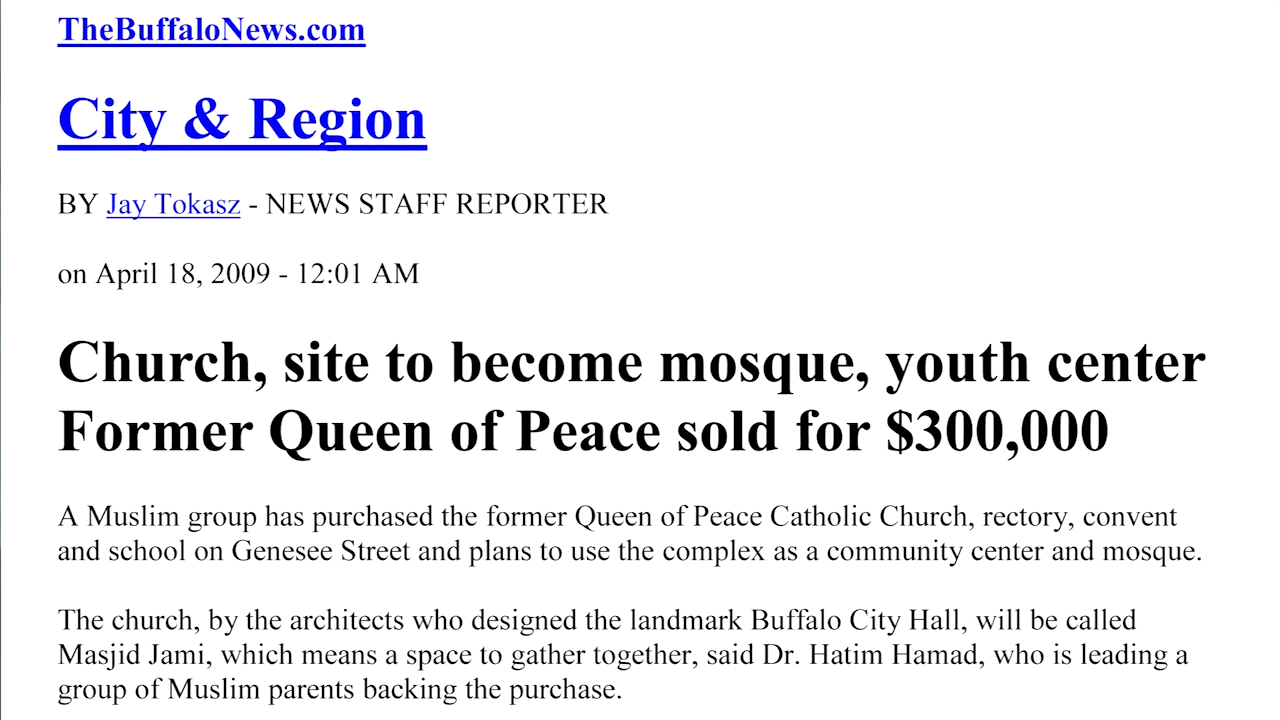 TheBuffaloNews.com
City & Region
BY Jay Tokasz - NEWS STAFF REPORTER
on April 18, 2009 - 12:01 AM
Church, site to become mosque, youth center
Former Queen of Peace sold for $300,000
A Muslim group has purchased the former Queen of Peace Catholic Church, rectory, convent
and school on Genesee Street and plans to use the complex as a community center and mosque.
The church, by the architects who designed the landmark Buffalo City Hall, will be called
Masjid Jami, which means a space to gather together, said Dr. Hatim Hamad, who is leading a
group of Muslim parents backing the purchase.